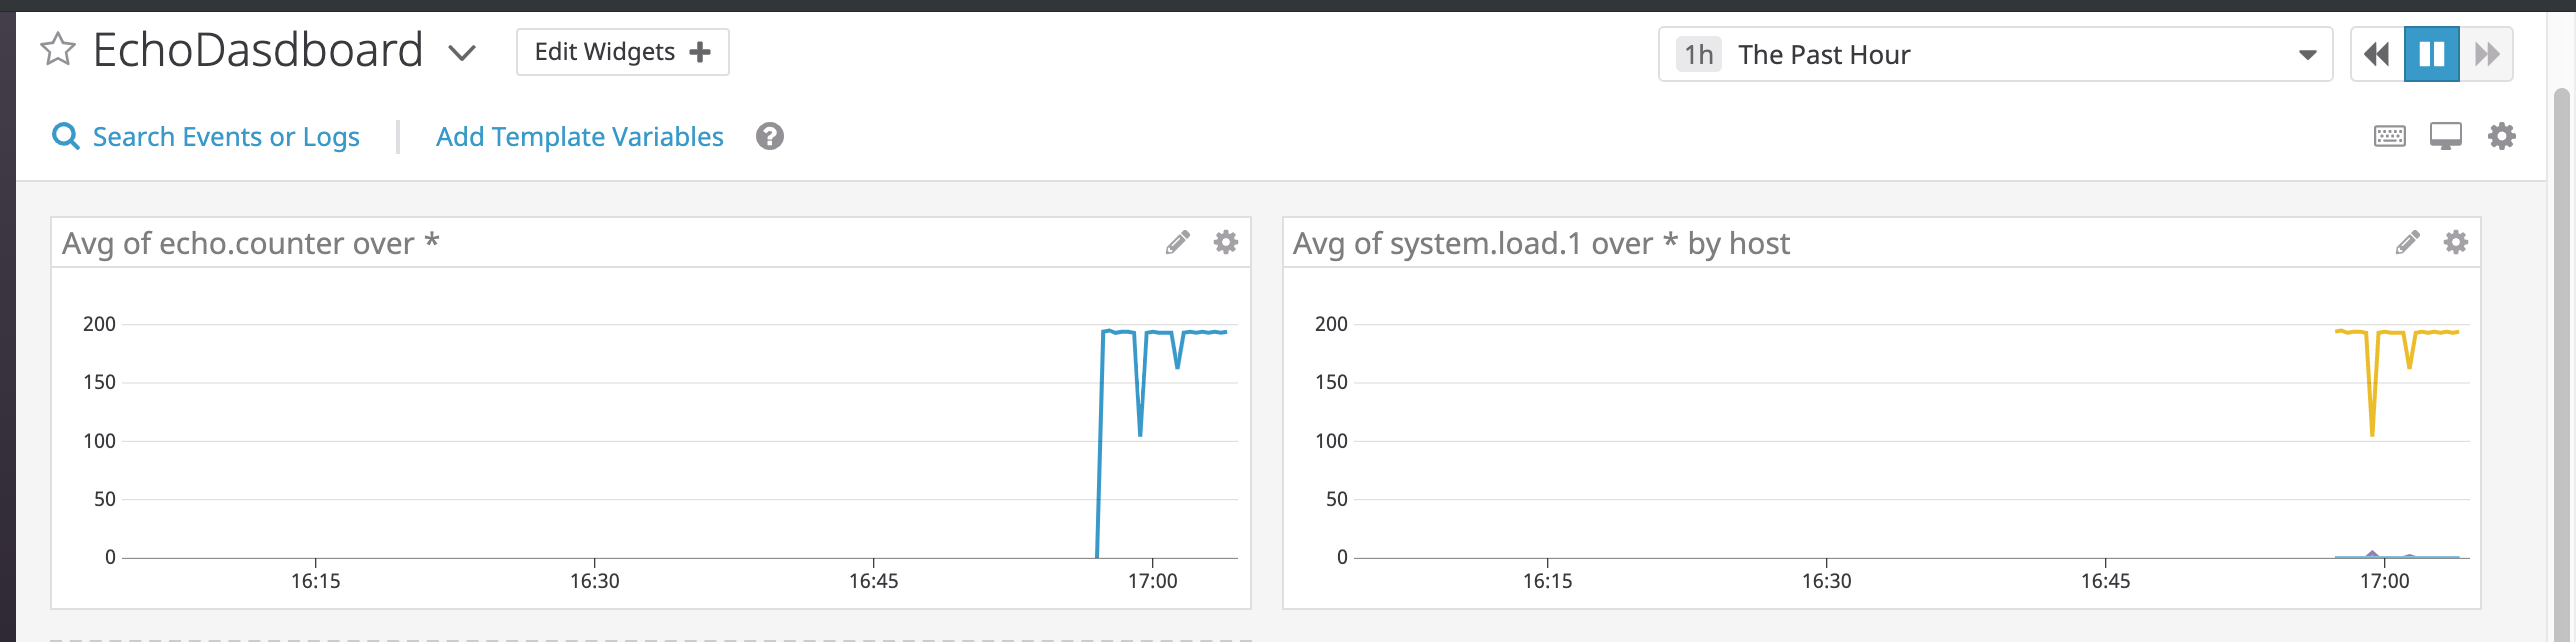 EchoDasdboard
Edit Widgets
1h The Past Hour
Search Events or Logs
Add Template Variables
?
Avg of echo.counter over *
200
150
100
50
0
16:15 16:30 16:45 17:00
Avg of system.load.1 over * by host
200
150
100
50
0
16:15 16:30 16:45 17:00